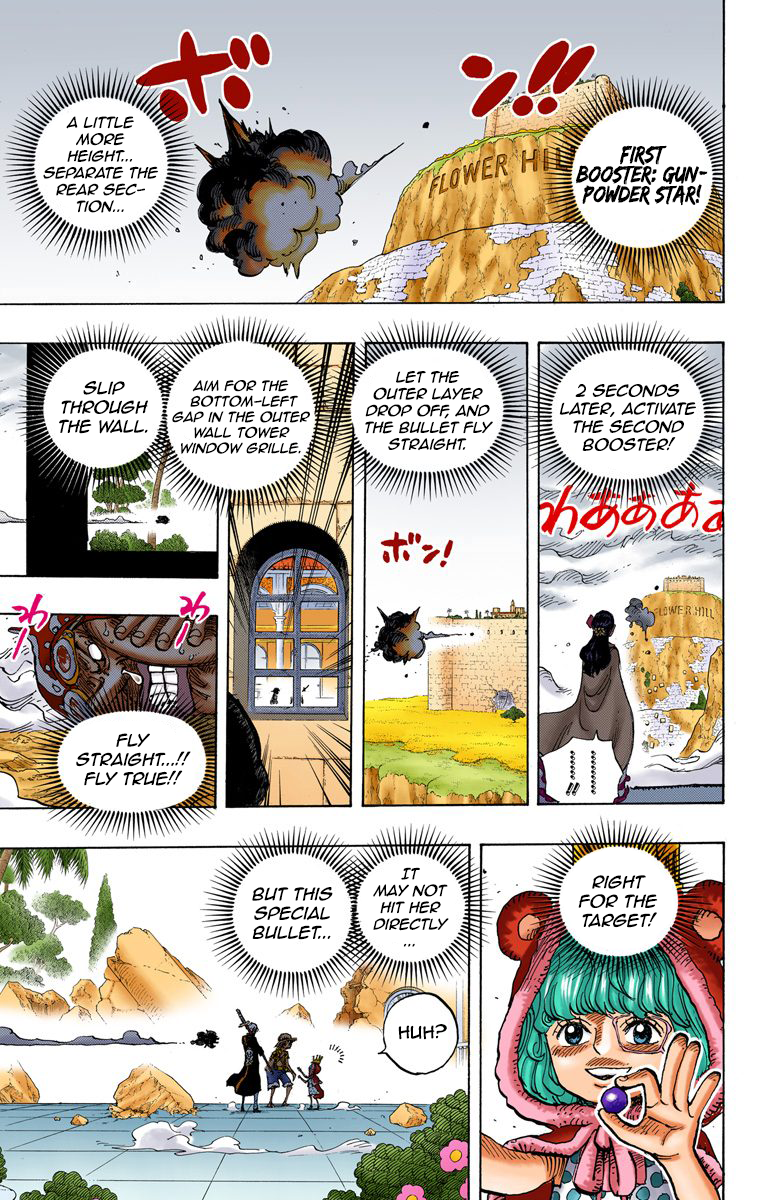 ボン!!
FIRST
BOOSTER: GUN-
POWDER STAR!
FLOWER HILL
A LITTLE
MORE
HEIGHT...
SEPARATE THE
REAR SEC-
TION...
2 SECONDS
LATER, ACTIVATE
THE SECOND
BOOSTER!
わあああぁ
FLOWER HILL
LET THE
OUTER LAYER
DROP OFF, AND
THE BULLET FLY
STRAIGHT.
ボン!
AIM FOR THE
BOTTOM-LEFT
GAP IN THE OUTER
WALL TOWER
WINDOW GRILLE.
SLIP
THROUGH
THE WALL.
わ
わ
FLY
STRAIGHT...!!
FLY TRUE!!
RIGHT
FOR THE
TARGET!
IT
MAY NOT
HIT HER
DIRECTLY
...
BUT THIS
SPECIAL
BULLET...
HUH?